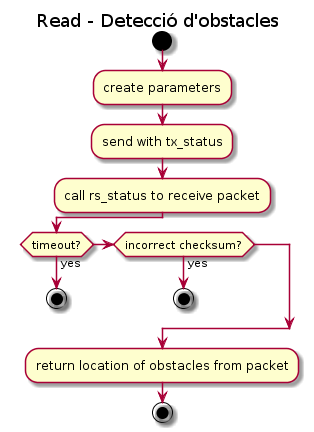 Read - Detecció d'obstacles
create parameters
send with tx_status
call rs_status to receive packet
timeout?
incorrect checksum?
yes
yes
return location of obstacles from packet